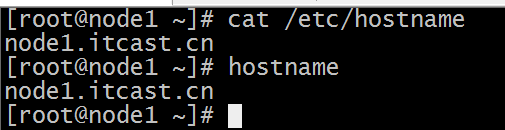 [root@node1 ~]# cat /etc/hostname
node1.itcast.cn
[root@node1 ~]# hostname
node1.itcast.cn
[root@node1 ~]#